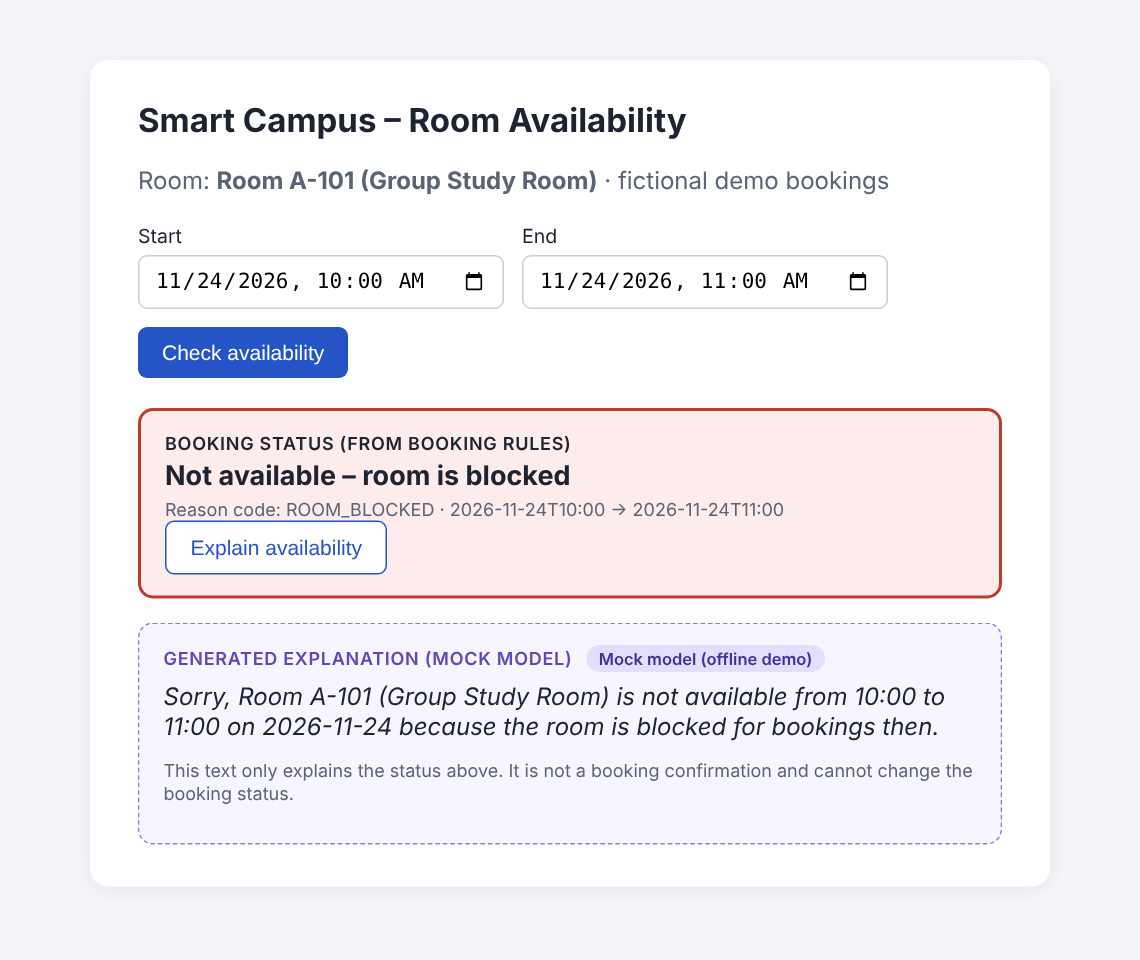 Smart Campus – Room Availability
Room: Room A-101 (Group Study Room) · fictional demo bookings
Start
End
11/24/2026, 10:00 AM
11/24/2026, 11:00 AM
Check availability
BOOKING STATUS (FROM BOOKING RULES)
Not available – room is blocked
Reason code: ROOM_BLOCKED · 2026-11-24T10:00 → 2026-11-24T11:00
Explain availability
GENERATED EXPLANATION (MOCK MODEL) Mock model (offline demo)
Sorry, Room A-101 (Group Study Room) is not available from 10:00 to
11:00 on 2026-11-24 because the room is blocked for bookings then.
This text only explains the status above. It is not a booking confirmation and cannot change the
booking status.